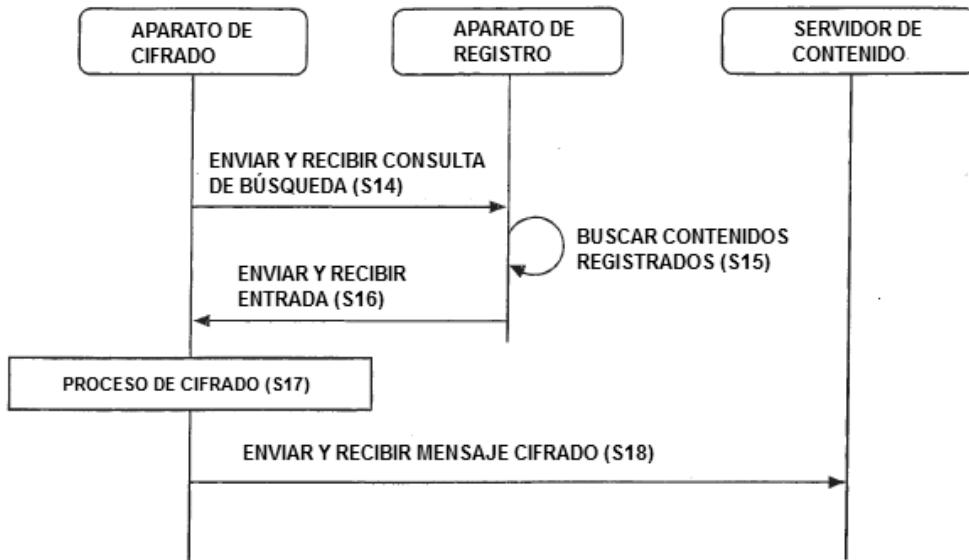 APARATO DE
CIFRADO
APARATO DE
REGISTRO
SERVIDOR DE
CONTENIDO
ENVIAR Y RECIBIR CONSULTA
DE BÚSQUEDA (S14)
BUSCAR CONTENIDOS
REGISTRADOS (S15)
ENVIAR Y RECIBIR
ENTRADA (S16)
PROCESO DE CIFRADO (S17)
ENVIAR Y RECIBIR MENSAJE CIFRADO (S18)